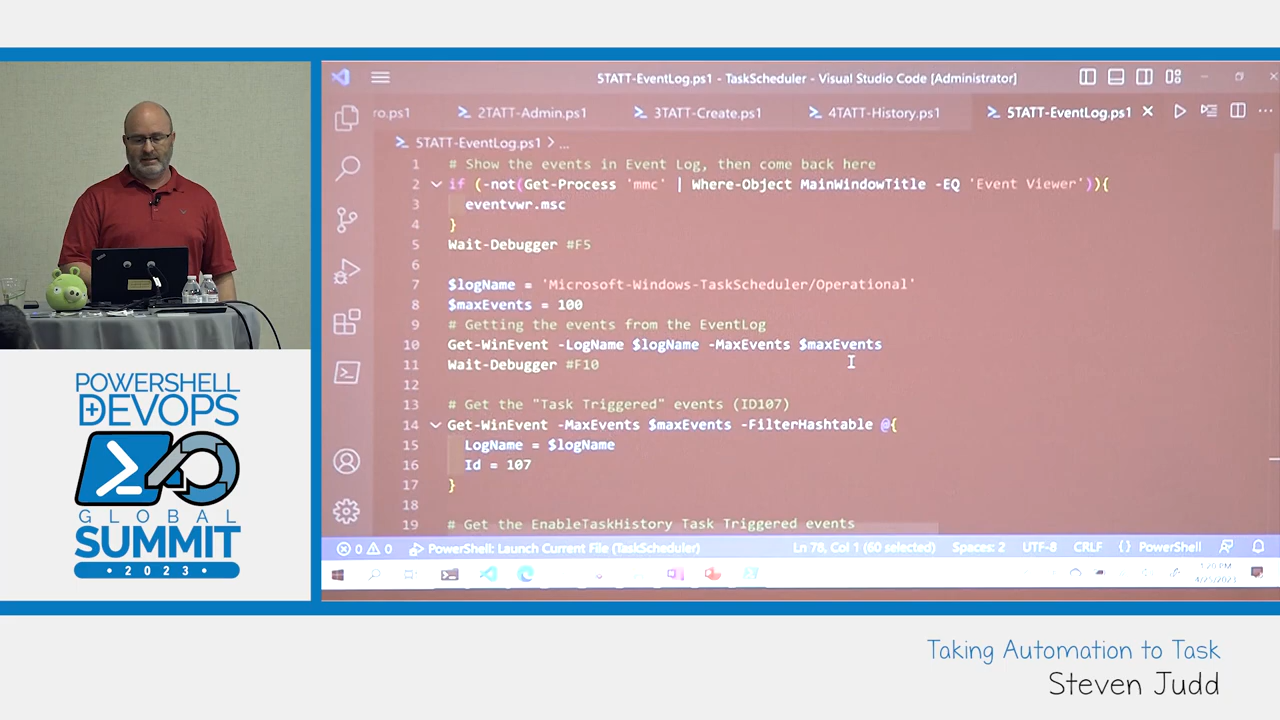 5TATT-EventLog.ps1 - TaskScheduler - Visual Studio Code [Administrator]
ro.ps1 2TATT-Admin.ps1 3TATT-Create.ps1 4TATT-History.ps1 5TATT-EventLog.ps1
5TATT-EventLog.ps1 > ...
1 # Show the events in Event Log, then come back here
2 if (-not(Get-Process 'mmc' | Where-Object MainWindowTitle -EQ 'Event Viewer')){
3 eventvwr.msc
4 }
5 Wait-Debugger #F5
6
7 $logName = 'Microsoft-Windows-TaskScheduler/Operational'
8 $maxEvents = 100
9 # Getting the events from the EventLog
10 Get-WinEvent -LogName $logName -MaxEvents $maxEvents
11 Wait-Debugger #F10
12
13 # Get the "Task Triggered" events (ID107)
14 Get-WinEvent -MaxEvents $maxEvents -FilterHashtable @{
15 LogName = $logName
16 Id = 107
17 }
18
19 # Get the EnableTaskHistory Task Triggered events
0 0 PowerShell: Launch Current File (TaskScheduler) Ln 78, Col 1 (60 selected) Spaces: 2 UTF-8 CRLF {} PowerShell
1:20 PM
4/25/2023
POWERSHELL
+DEVOPS
GLOBAL
SUMMIT
• 2023 •
Taking Automation to Task
Steven Judd